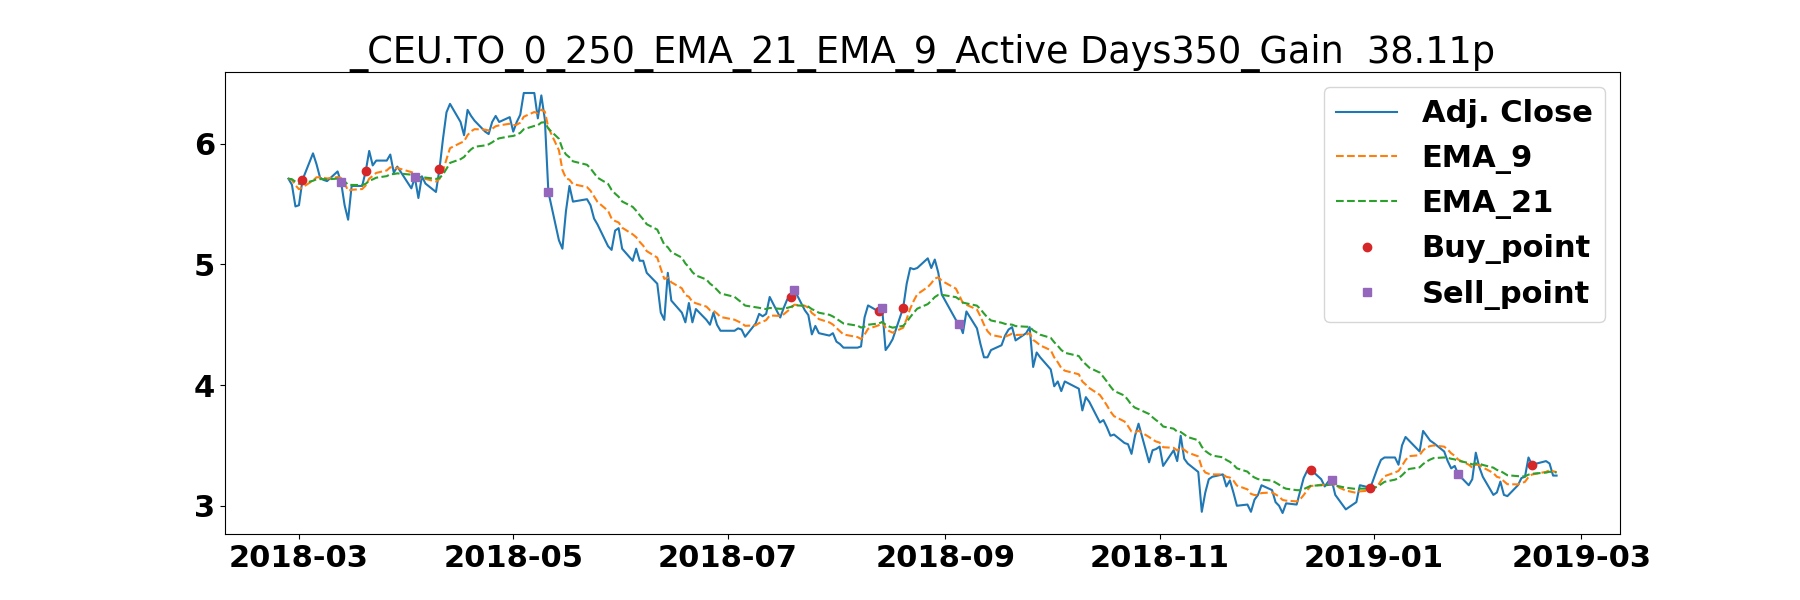 _CEU.TO_0_250_EMA_21_EMA_9_Active Days350_Gain  38.11p
Adj. Close
EMA_9
EMA_21
Buy_point
Sell_point
6
5
4
3
2018-03 2018-05 2018-07 2018-09 2018-11 2019-01 2019-03